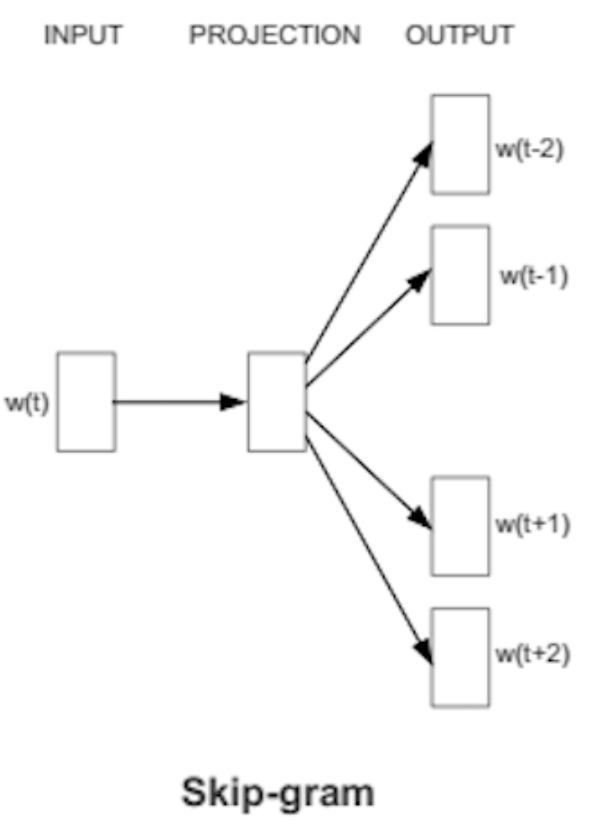 INPUT PROJECTION OUTPUT
w(t-2)
w(t-1)
w(t)
w(t+1)
w(t+2)
Skip-gram